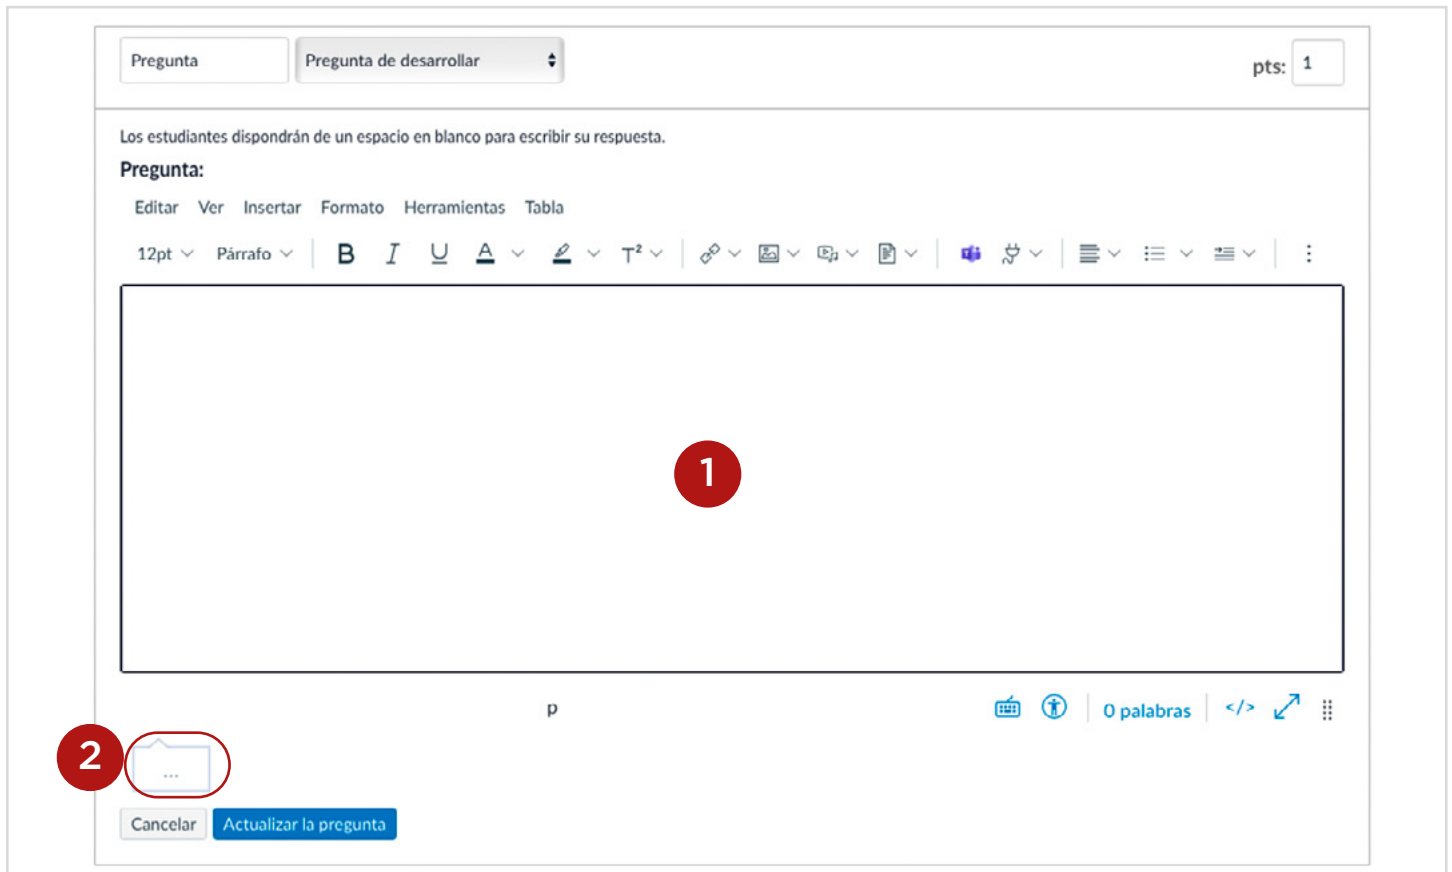 Pregunta
Pregunta de desarrollar
pts: 1
Los estudiantes dispondrán de un espacio en blanco para escribir su respuesta.
Pregunta:
Editar Ver Insertar Formato Herramientas Tabla
12pt Párrafo B I U A T²
1
p
0 palabras </>
2
...
Cancelar Actualizar la pregunta